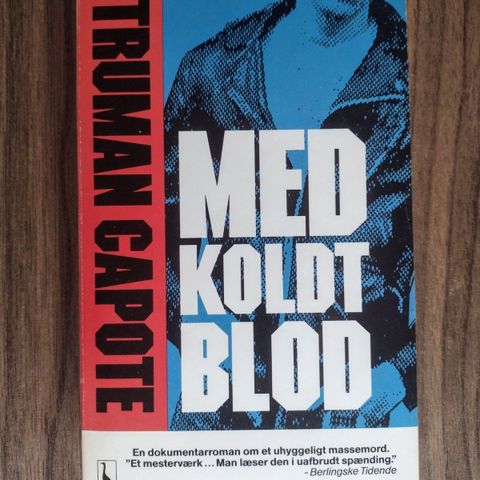 TRUMAN CAPOTE
MED
KOLDT
BLOD
En dokumentarroman om et uhyggeligt massemord.
"Et mesterværk ... Man læser den i uafbrudt spænding."
- Berlingske Tidende